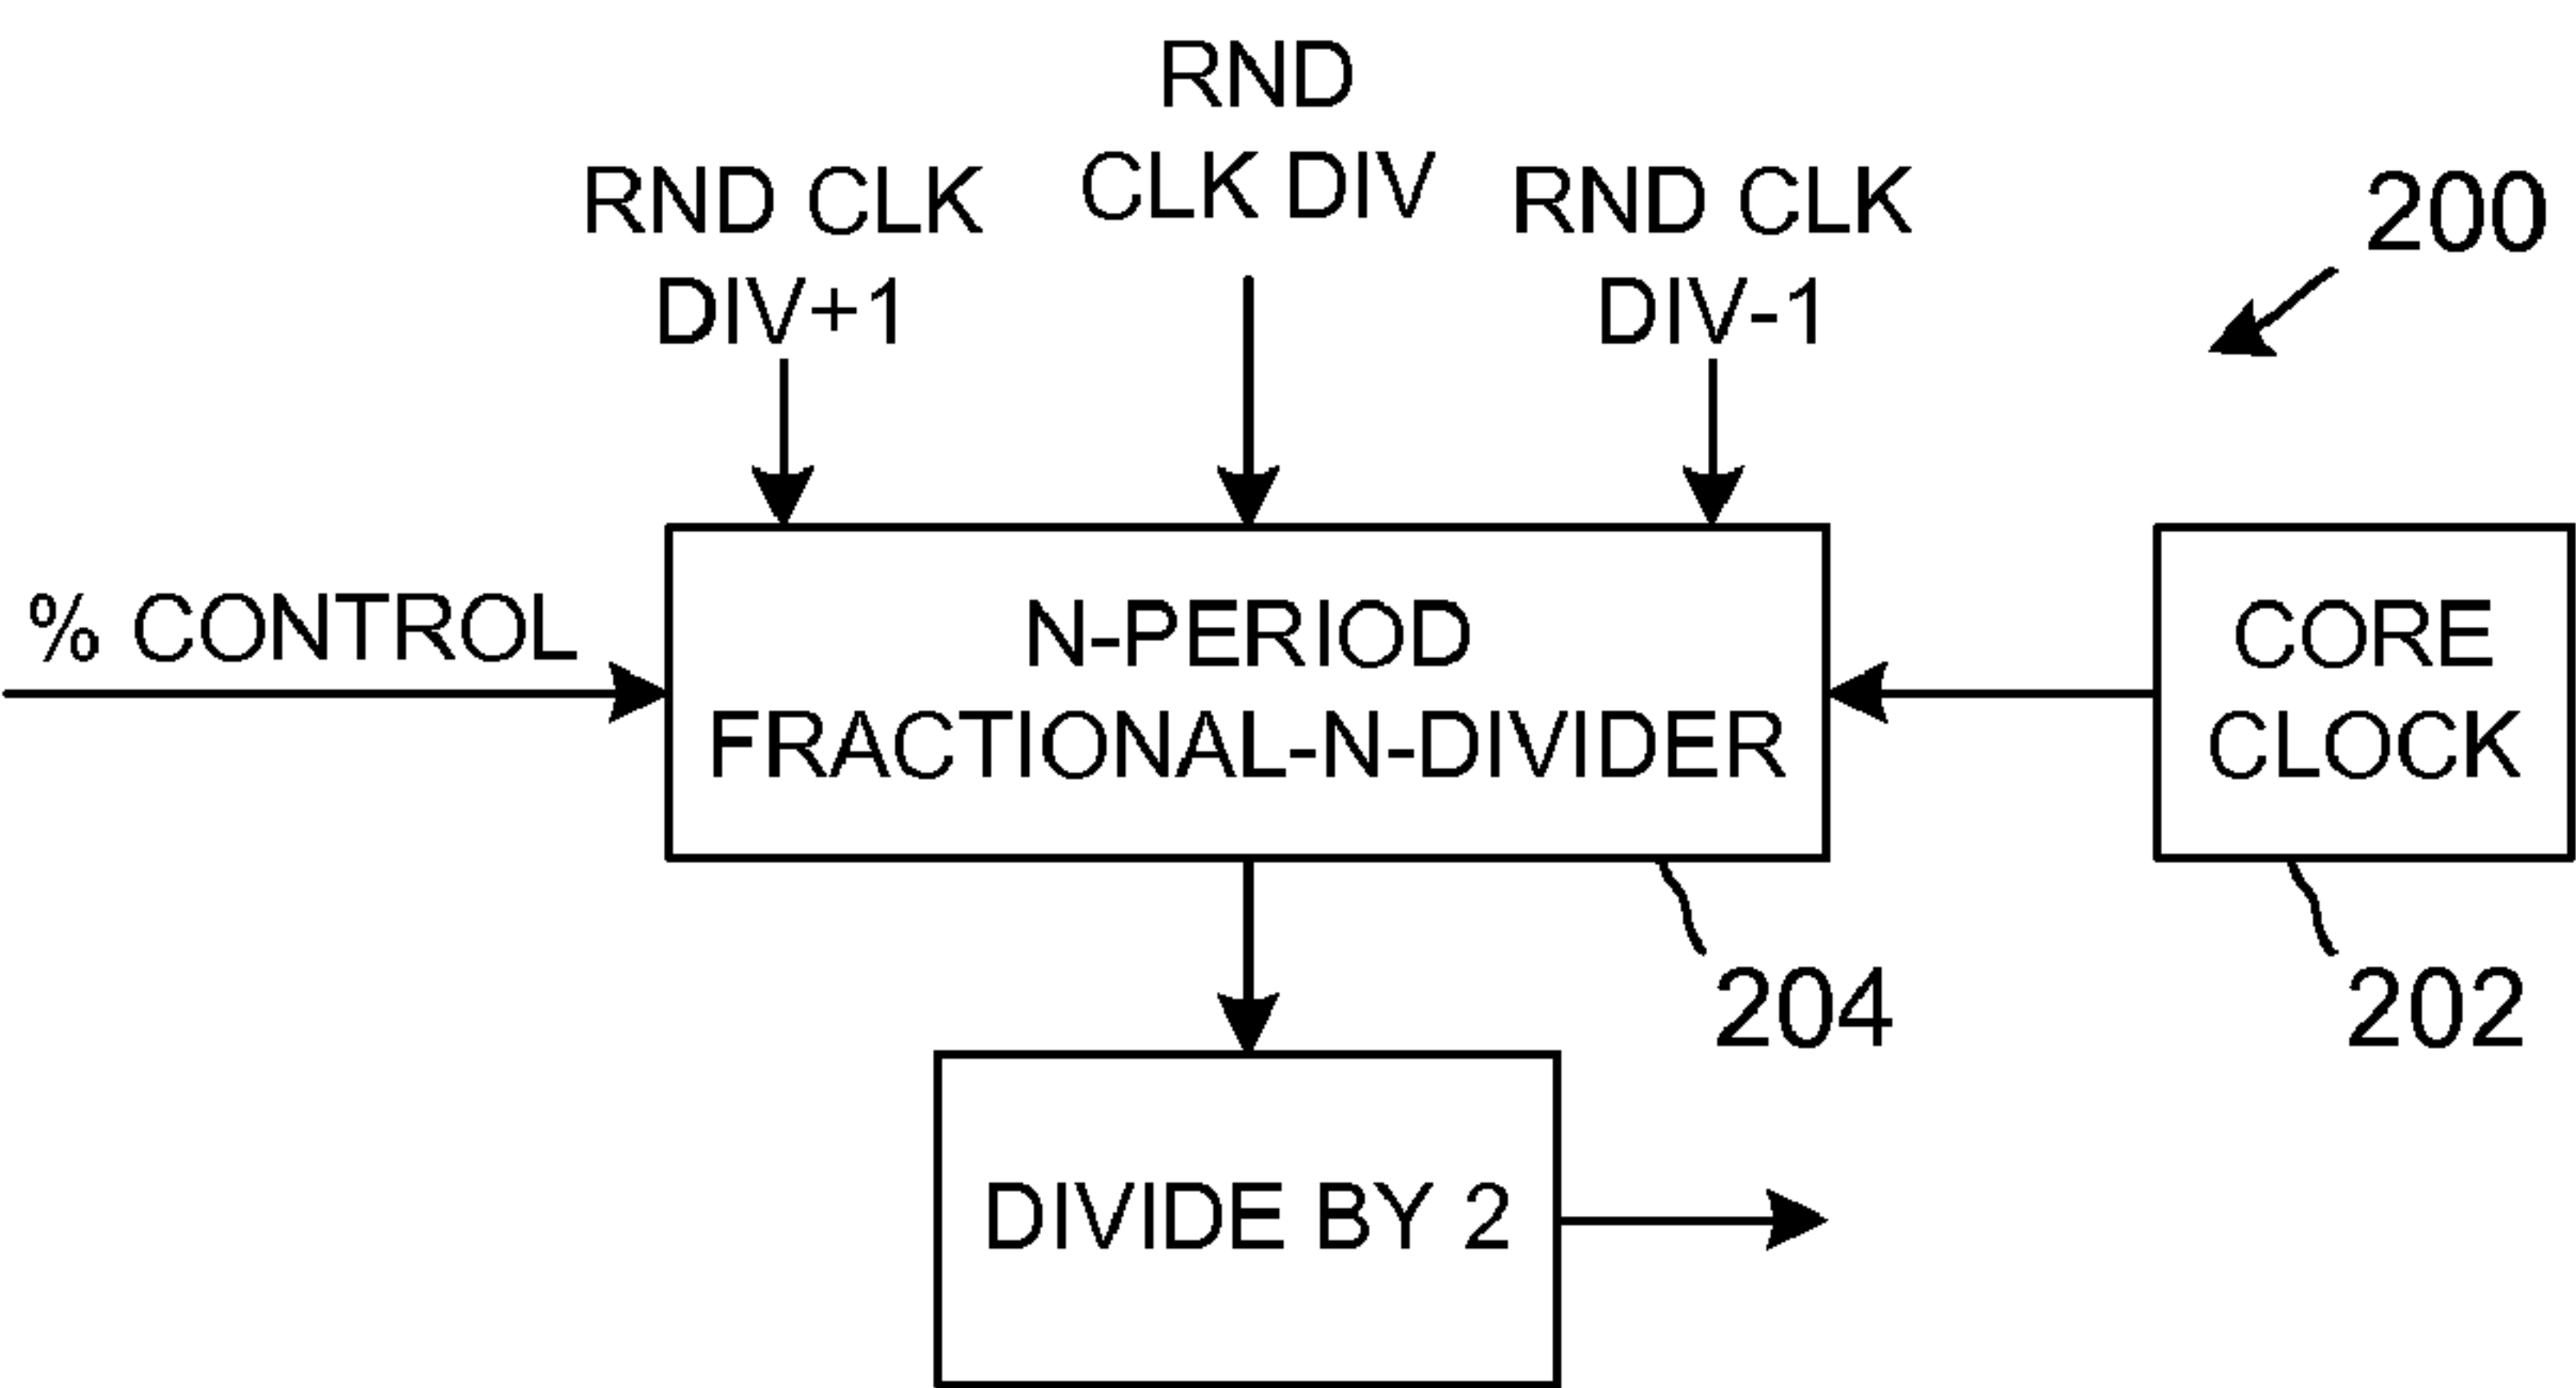 RND
CLK DIV
RND CLK
DIV+1
RND CLK
DIV-1
200
% CONTROL
N-PERIOD
FRACTIONAL-N-DIVIDER
CORE
CLOCK
204
202
DIVIDE BY 2